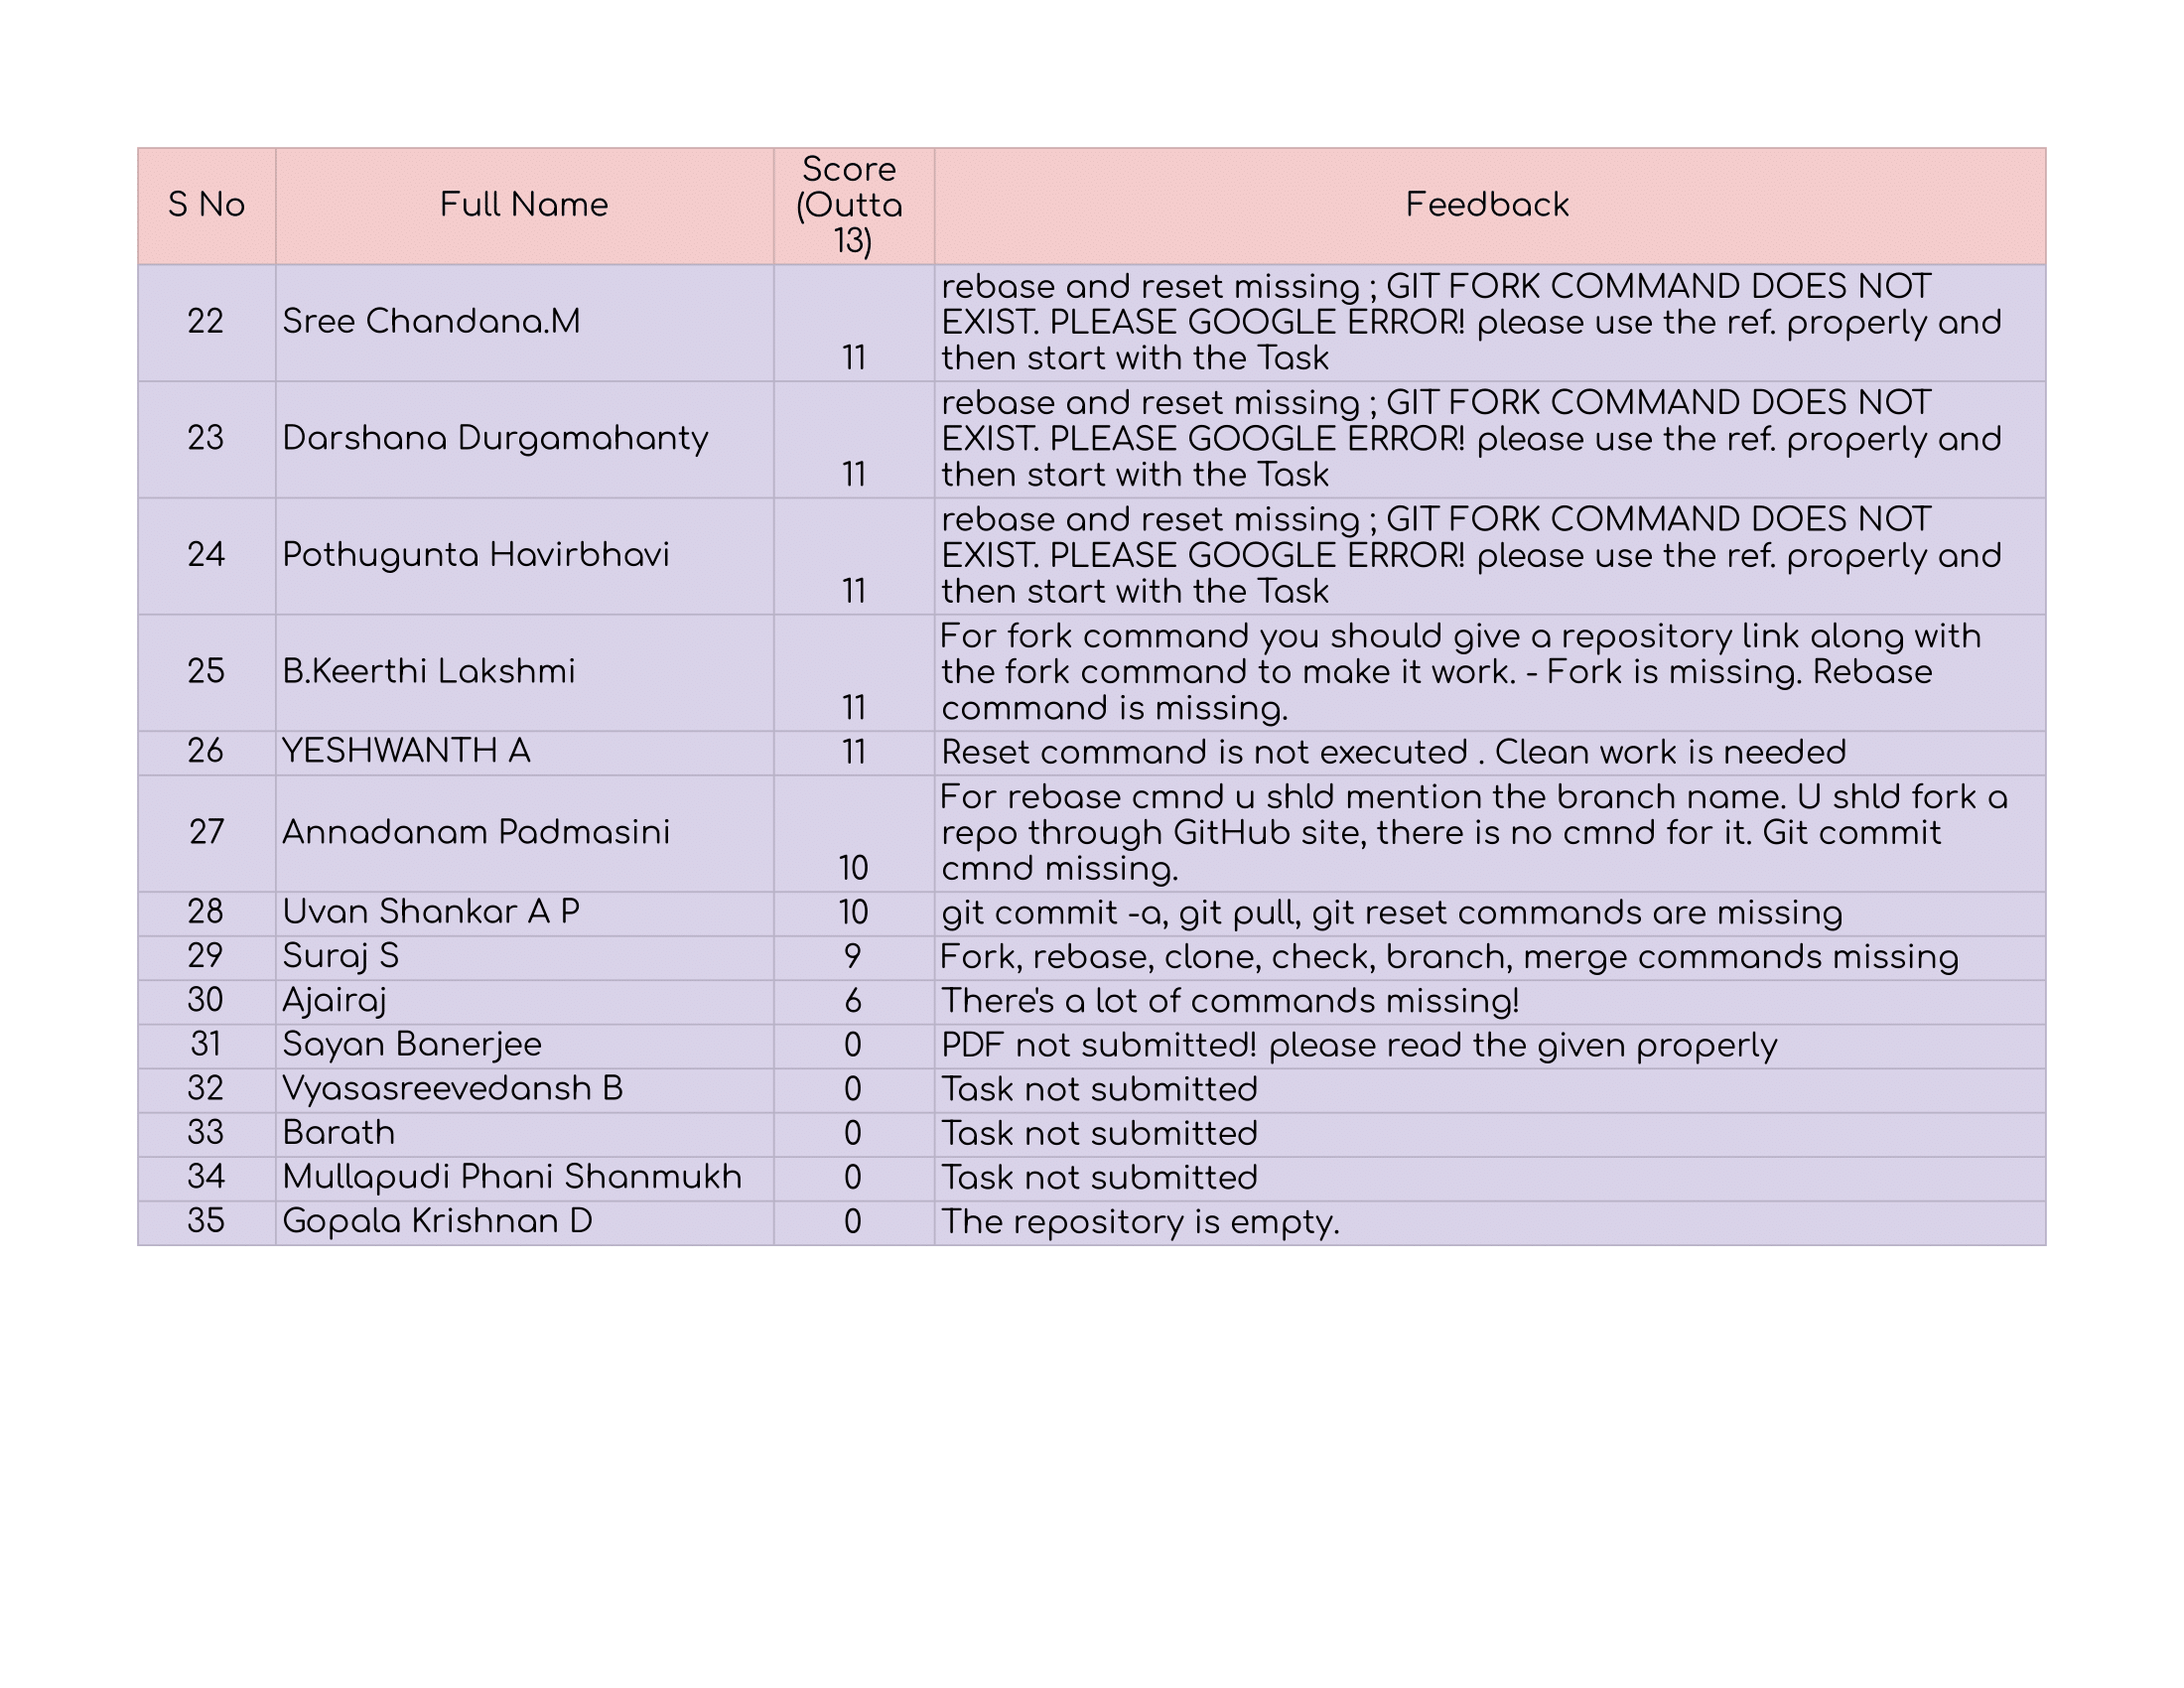 S No Full Name Score (Outta 13) Feedback
22 Sree Chandana.M 11 rebase and reset missing ; GIT FORK COMMAND DOES NOT
EXIST. PLEASE GOOGLE ERROR! please use the ref. properly and
then start with the Task
23 Darshana Durgamahanty 11 rebase and reset missing ; GIT FORK COMMAND DOES NOT
EXIST. PLEASE GOOGLE ERROR! please use the ref. properly and
then start with the Task
24 Pothugunta Havirbhavi 11 rebase and reset missing ; GIT FORK COMMAND DOES NOT
EXIST. PLEASE GOOGLE ERROR! please use the ref. properly and
then start with the Task
25 B.Keerthi Lakshmi 11 For fork command you should give a repository link along with
the fork command to make it work. - Fork is missing. Rebase
command is missing.
26 YESHWANTH A 11 Reset command is not executed . Clean work is needed
27 Annadanam Padmasini 10 For rebase cmnd u shld mention the branch name. U shld fork a
repo through GitHub site, there is no cmnd for it. Git commit
cmnd missing.
28 Uvan Shankar A P 10 git commit -a, git pull, git reset commands are missing
29 Suraj S 9 Fork, rebase, clone, check, branch, merge commands missing
30 Ajairaj 6 There's a lot of commands missing!
31 Sayan Banerjee 0 PDF not submitted! please read the given properly
32 Vyasasreevedansh B 0 Task not submitted
33 Barath 0 Task not submitted
34 Mullapudi Phani Shanmukh 0 Task not submitted
35 Gopala Krishnan D 0 The repository is empty.